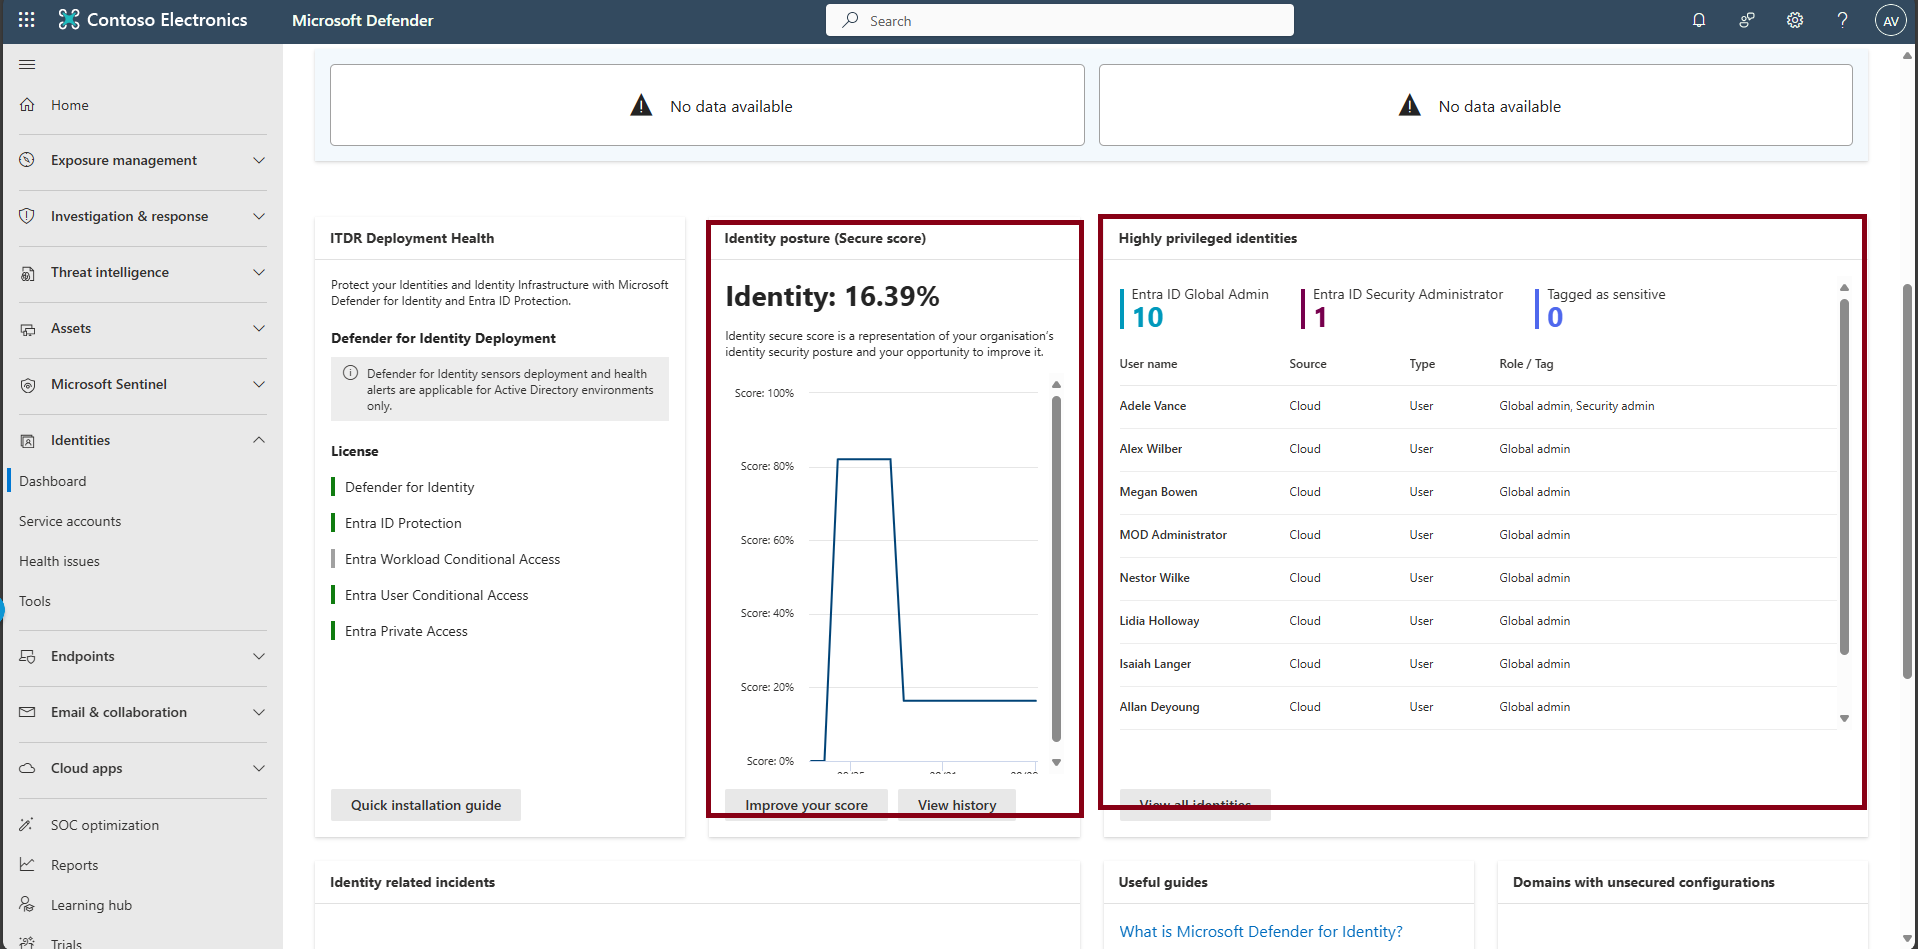 Contoso Electronics
Microsoft Defender
Search
AV
Home
Exposure management
Investigation & response
Threat intelligence
Assets
Microsoft Sentinel
Identities
Dashboard
Service accounts
Health issues
Tools
Endpoints
Email & collaboration
Cloud apps
SOC optimization
Reports
Learning hub
Trials
No data available
No data available
ITDR Deployment Health
Protect your Identities and Identity Infrastructure with Microsoft
Defender for Identity and Entra ID Protection.
Defender for Identity Deployment
Defender for Identity sensors deployment and health
alerts are applicable for Active Directory environments
only.
License
Defender for Identity
Entra ID Protection
Entra Workload Conditional Access
Entra User Conditional Access
Entra Private Access
Quick installation guide
Identity posture (Secure score)
Identity: 16.39%
Identity secure score is a representation of your organisation's
identity security posture and your opportunity to improve it.
Score: 100%
Score: 80%
Score: 60%
Score: 40%
Score: 20%
Score: 0%
Improve your score
View history
Highly privileged identities
Entra ID Global Admin
10
Entra ID Security Administrator
1
Tagged as sensitive
0
User name Source Type Role / Tag
Adele Vance Cloud User Global admin, Security admin
Alex Wilber Cloud User Global admin
Megan Bowen Cloud User Global admin
MOD Administrator Cloud User Global admin
Nestor Wilke Cloud User Global admin
Lidia Holloway Cloud User Global admin
Isaiah Langer Cloud User Global admin
Allan Deyoung Cloud User Global admin
View all identities
Identity related incidents
Useful guides
What is Microsoft Defender for Identity?
Domains with unsecured configurations